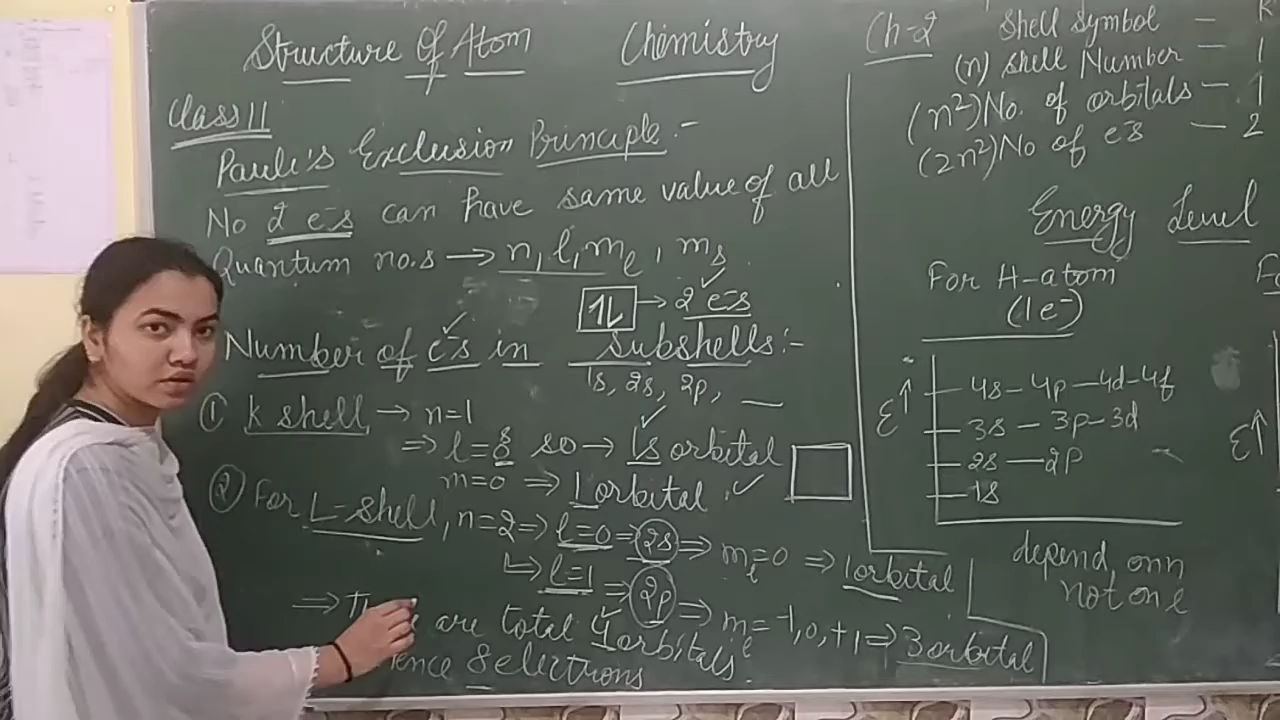 Structure Of Atom Chemistry Ch-2
Class 11
Pauli's Exclusion Principle:-
No 2 e⁻s can have same value of all
Quantum no.s → n, l, mₗ, mₛ
1L → 2 e⁻s
Number of e⁻s in subshells:-
1s, 2s, 2p, —
① K shell → n=1
⇒ l=s so → 1s orbital
m=0 ⇒ 1 orbital
② For L-shell, n=2 ⇒ l=0 ⇒ 2s ⇒ mₗ=0 ⇒ 1 orbital
↳ l=1 ⇒ 2p ⇒ mₗ=-1,0,+1 ⇒ 3 orbital
⇒ are total 4 orbitals.
8 electrons
Shell Symbol — K
(n) Shell Number — 1
(n²) No. of orbitals — 1
(2n²) No of e⁻s — 2
Energy Level
For H-atom
(1e⁻)
ε↑
4s–4p–4d–4f
3s–3p–3d
2s–2p
1s
depend on n
not on l
ε↑